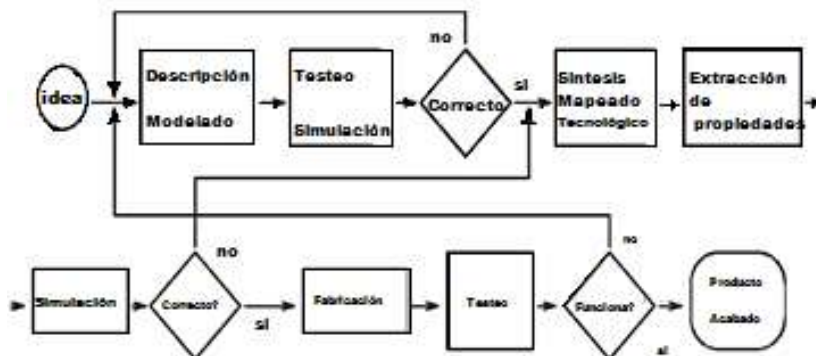 no
idea
Descripción
Modelado
Testeo
Simulación
Correcto
si
Sintesis
Mapeado
Tecnológico
Extracción
de
propiedades
no
no
Simulación
Correcto?
si
Fabricación
Testeo
Funciona?
si
Producto
Acabado